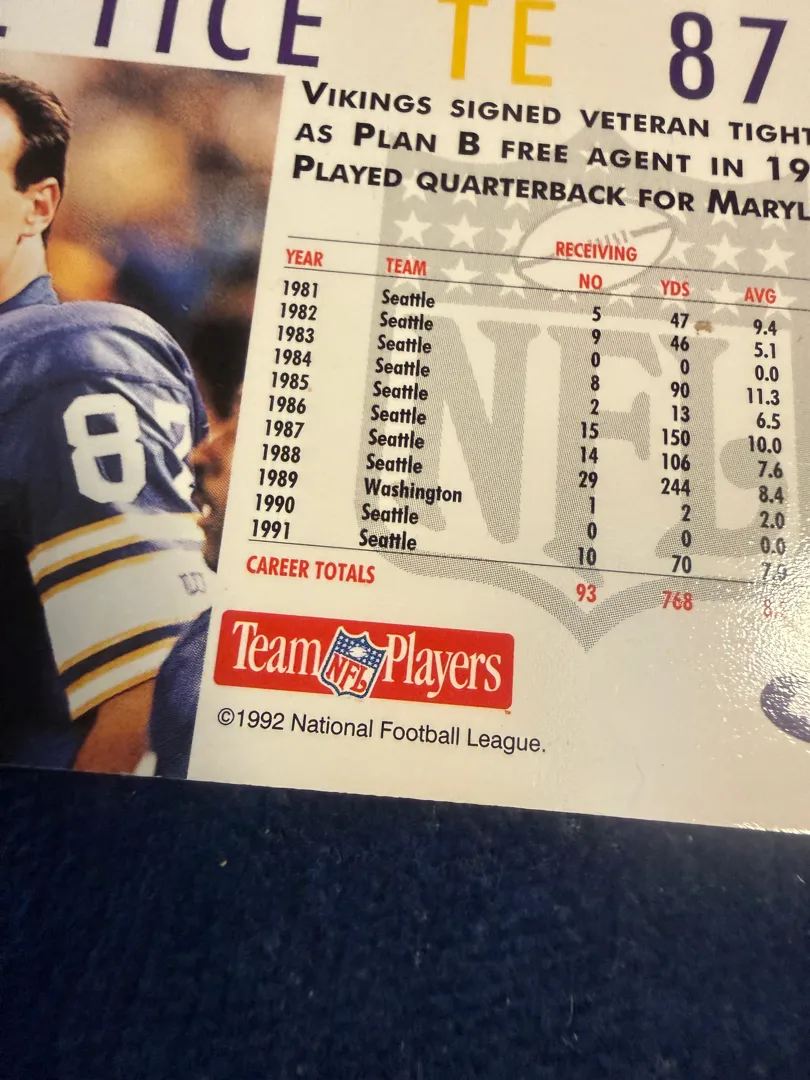 TICE TE 87
VIKINGS SIGNED VETERAN TIGHT
AS PLAN B FREE AGENT IN 19
PLAYED QUARTERBACK FOR MARYL
RECEIVING
YEAR TEAM NO YDS AVG
1981 Seattle 5 47 9.4
1982 Seattle 9 46 5.1
1983 Seattle 0 0 0.0
1984 Seattle 8 90 11.3
1985 Seattle 2 13 6.5
1986 Seattle 15 150 10.0
1987 Seattle 14 106 7.6
1988 Seattle 29 244 8.4
1989 Washington 1 2 2.0
1990 Seattle 0 0 0.0
1991 Seattle 10 70
CAREER TOTALS 93 768
NFL
87
Team NFL Players
©1992 National Football League.